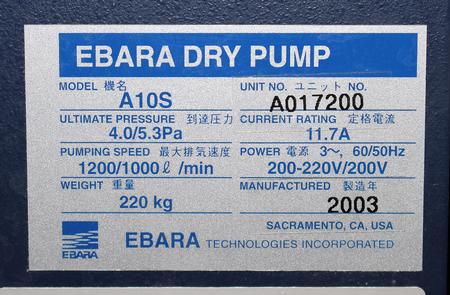 EBARA DRY PUMP
MODEL 機名 UNIT NO. ユニット NO.
A10S A017200
ULTIMATE PRESSURE 到達圧力 CURRENT RATING 定格電流
4.0/5.3Pa 11.7A
PUMPING SPEED 最大排気速度 POWER 電源 3～, 60/50Hz
1200/1000ℓ/min 200-220V/200V
WEIGHT 重量 MANUFACTURED 製造年
220 kg 2003
SACRAMENTO, CA, USA
EBARA EBARA TECHNOLOGIES INCORPORATED